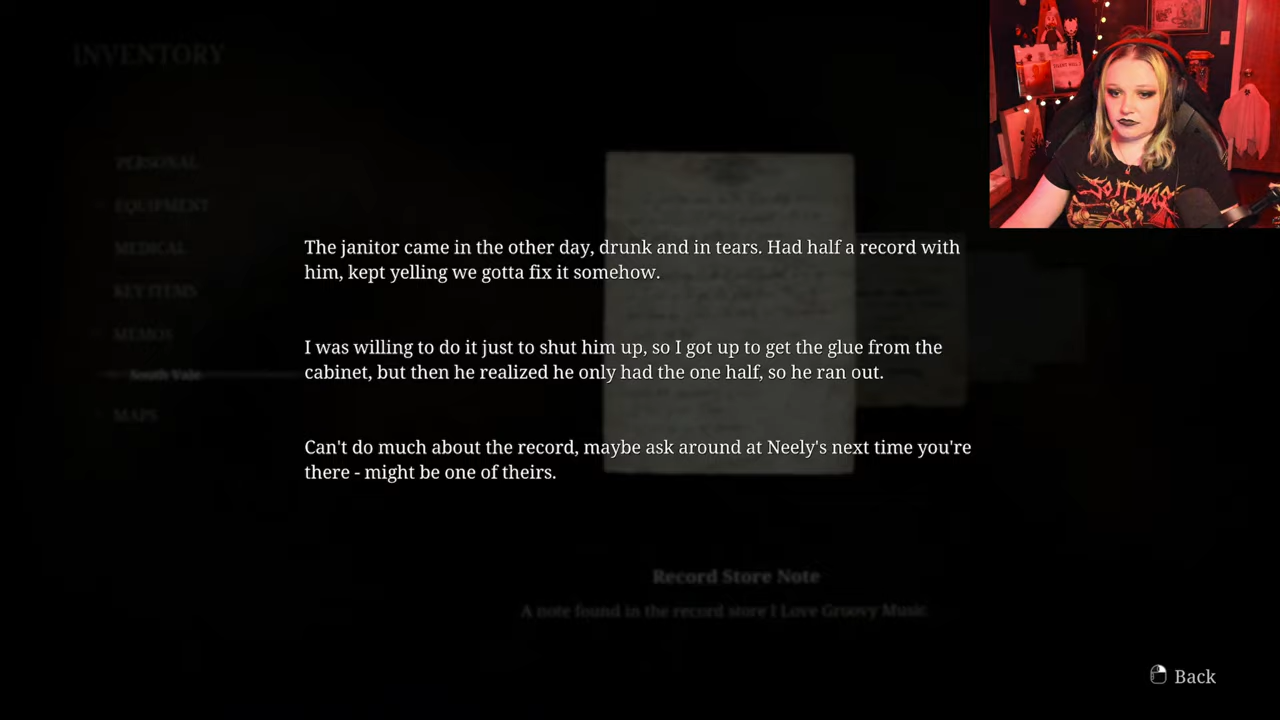 INVENTORY
PERSONAL
EQUIPMENT
MEDICAL
KEY ITEMS
MEMOS
South Vale
MAPS
The janitor came in the other day, drunk and in tears. Had half a record with
him, kept yelling we gotta fix it somehow.
I was willing to do it just to shut him up, so I got up to get the glue from the
cabinet, but then he realized he only had the one half, so he ran out.
Can't do much about the record, maybe ask around at Neely's next time you're
there - might be one of theirs.
Record Store Note
A note found in the record store I Love Groovy Music
Back